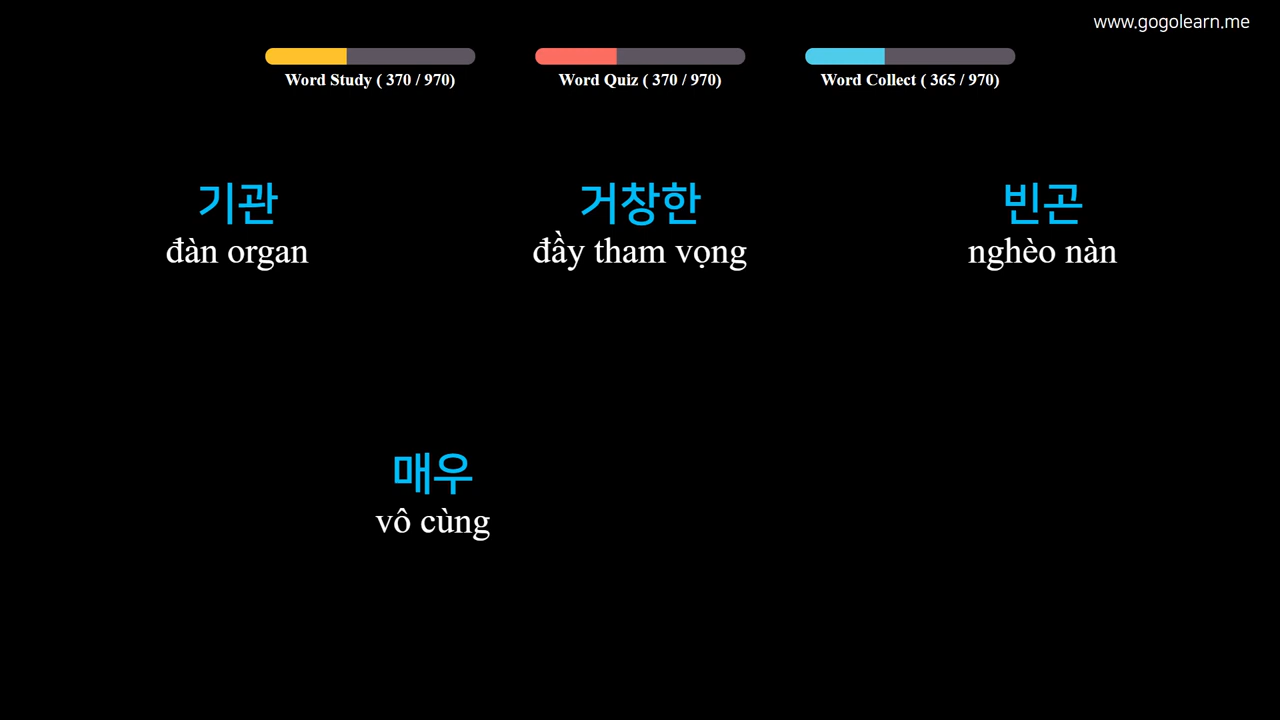 www.gogolearn.me
Word Study ( 370 / 970)
Word Quiz ( 370 / 970)
Word Collect ( 365 / 970)
기관
đàn organ
거창한
đầy tham vọng
빈곤
nghèo nàn
매우
vô cùng